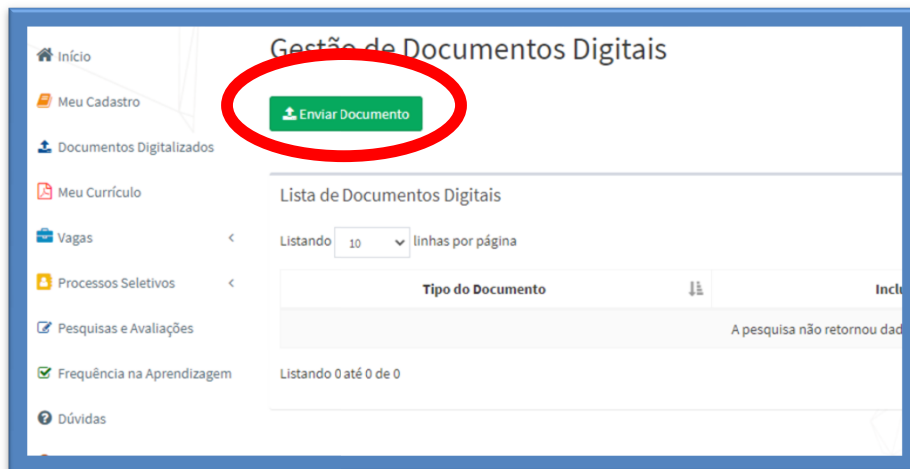 Gestão de Documentos Digitais
Início
Meu Cadastro
Enviar Documento
Documentos Digitalizados
Meu Currículo
Lista de Documentos Digitais
Vagas
Listando 10 linhas por página
Processos Seletivos
Tipo do Documento
Pesquisas e Avaliações
A pesquisa não retornou
Frequência na Aprendizagem
Listando 0 até 0 de 0
Dúvidas